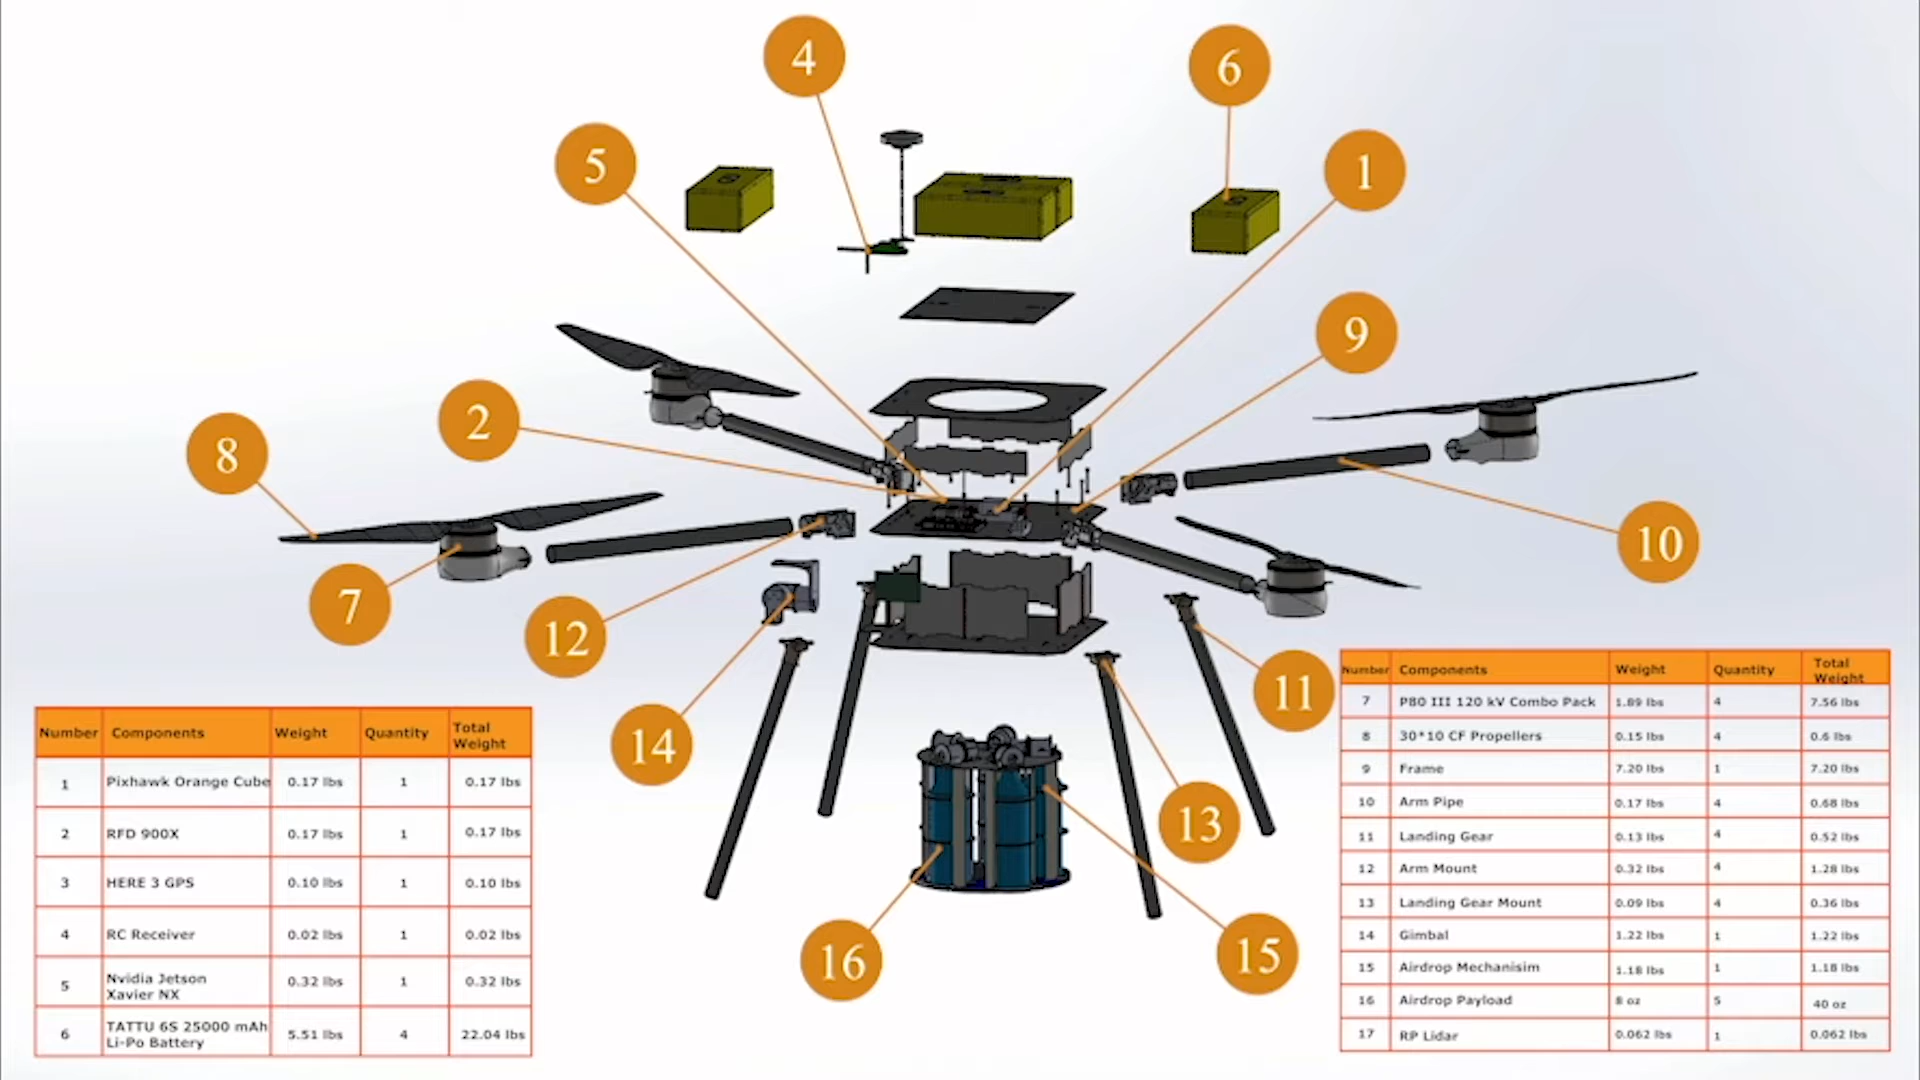 4
6
5
1
9
2
8
10
7
12
11
14
13
16
15
Number Components Weight Quantity Total Weight
1 Pixhawk Orange Cube 0.17 lbs 1 0.17 lbs
2 RFD 900X 0.17 lbs 1 0.17 lbs
3 HERE 3 GPS 0.10 lbs 1 0.10 lbs
4 RC Receiver 0.02 lbs 1 0.02 lbs
5 Nvidia Jetson Xavier NX 0.32 lbs 1 0.32 lbs
6 TATTU 6S 25000 mAh Li-Po Battery 5.51 lbs 4 22.04 lbs
Number Components Weight Quantity Total Weight
7 P80 III 120 kV Combo Pack 1.89 lbs 4 7.56 lbs
8 30*10 CF Propellers 0.15 lbs 4 0.6 lbs
9 Frame 7.20 lbs 1 7.20 lbs
10 Arm Pipe 0.17 lbs 4 0.68 lbs
11 Landing Gear 0.13 lbs 4 0.52 lbs
12 Arm Mount 0.32 lbs 4 1.28 lbs
13 Landing Gear Mount 0.09 lbs 4 0.36 lbs
14 Gimbal 1.22 lbs 1 1.22 lbs
15 Airdrop Mechanisim 1.18 lbs 1 1.18 lbs
16 Airdrop Payload 8 oz 5 40 oz
17 RP Lidar 0.062 lbs 1 0.062 lbs